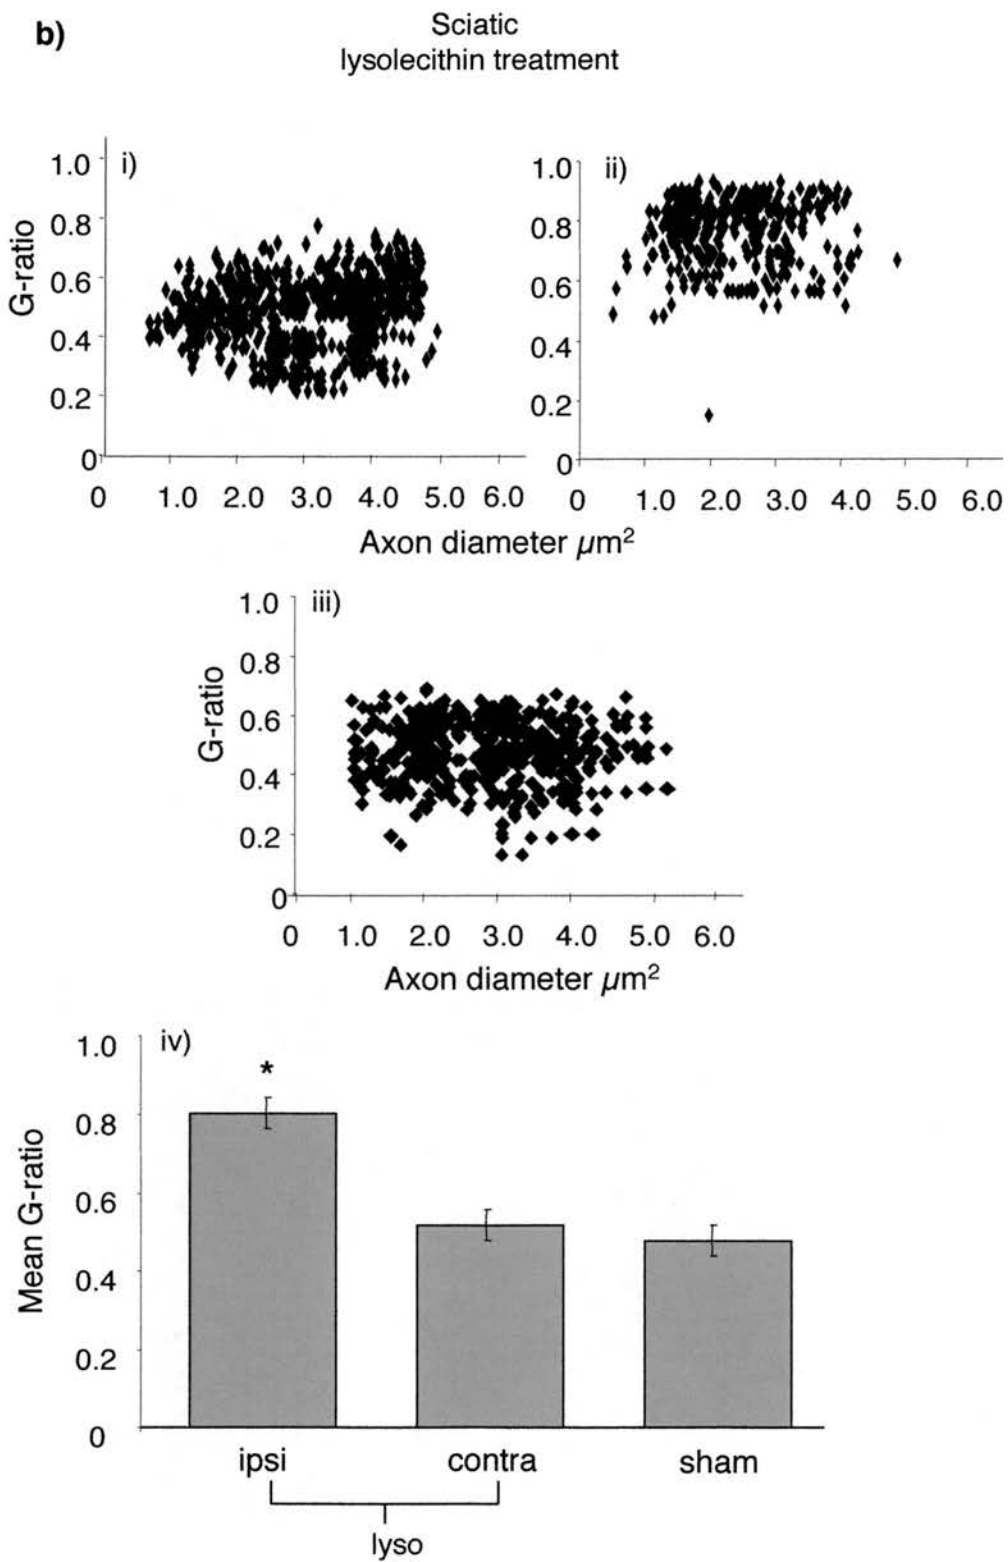 b)
Sciatic
lysolecithin treatment
i)
1.0
0.8
0.6
0.4
0.2
0
G-ratio
0 1.0 2.0 3.0 4.0 5.0 6.0
ii)
1.0
0.8
0.6
0.4
0.2
0
0 1.0 2.0 3.0 4.0 5.0 6.0
Axon diameter µm²
iii)
1.0
0.8
0.6
0.4
0.2
0
G-ratio
0 1.0 2.0 3.0 4.0 5.0 6.0
Axon diameter µm²
iv)
1.0
0.8
0.6
0.4
0.2
0
Mean G-ratio
*
ipsi contra sham
lyso